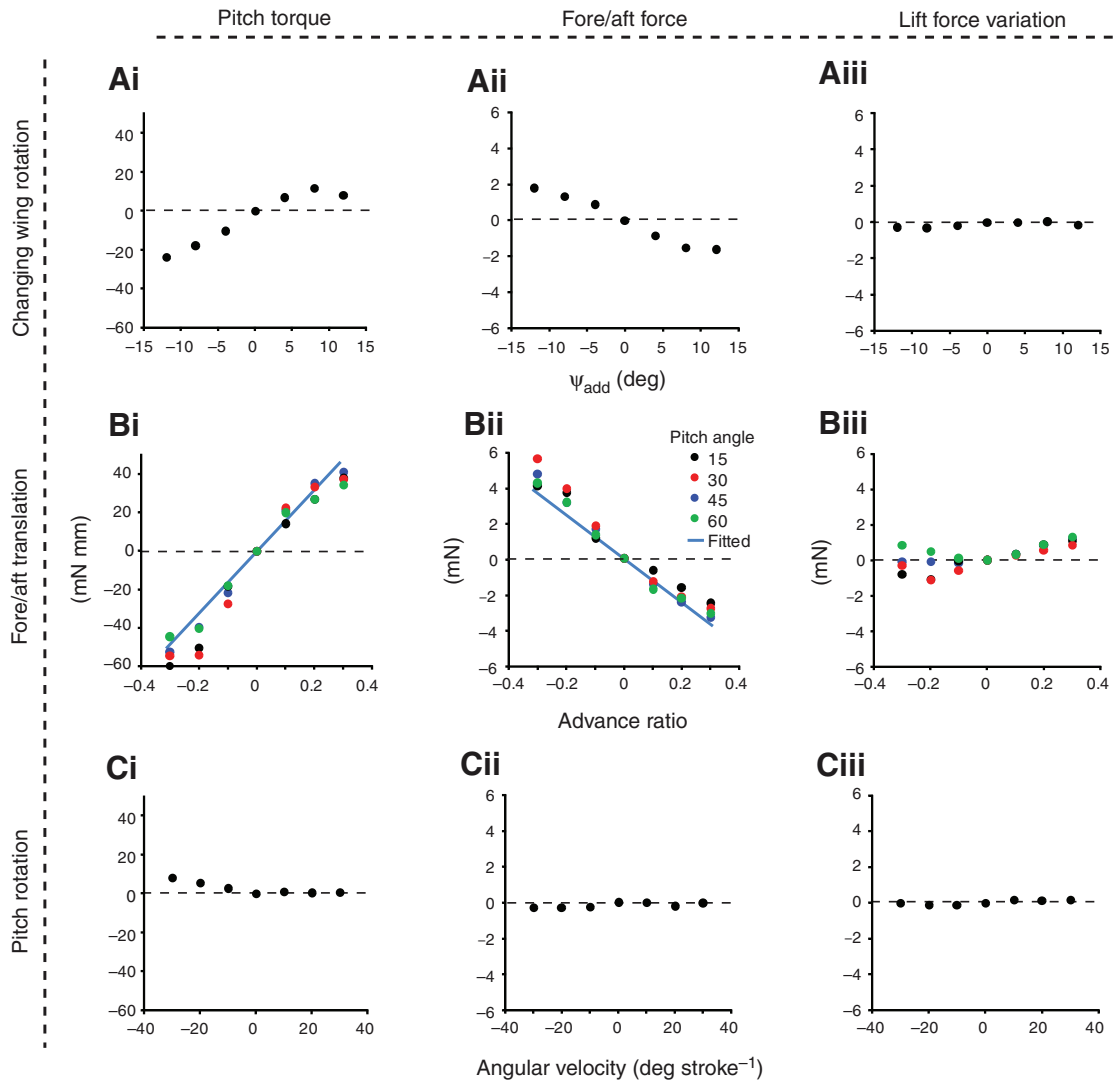 Pitch torque Fore/aft force Lift force variation
Changing wing rotation
Ai Aii Aiii
40 6 6
20 4 4
0 2 2
−20 0 0
−40 −2 −2
−60 −4 −4
−6 −6
−15 −10 −5 0 5 10 15 −15 −10 −5 0 5 10 15 −15 −10 −5 0 5 10 15
ψadd (deg)
Fore/aft translation
Bi Bii Biii
(mN mm) (mN) (mN)
Pitch angle
15
30
45
60
Fitted
40 6 6
20 4 4
0 2 2
−20 0 0
−40 −2 −2
−60 −4 −4
−6 −6
−0.4 −0.2 0 0.2 0.4 −0.4 −0.2 0 0.2 0.4 −0.4 −0.2 0 0.2 0.4
Advance ratio
Pitch rotation
Ci Cii Ciii
40 6 6
20 4 4
0 2 2
−20 0 0
−40 −2 −2
−60 −4 −4
−6 −6
−40 −20 0 20 40 −40 −20 0 20 40 −40 −20 0 20 40
Angular velocity (deg stroke⁻¹)